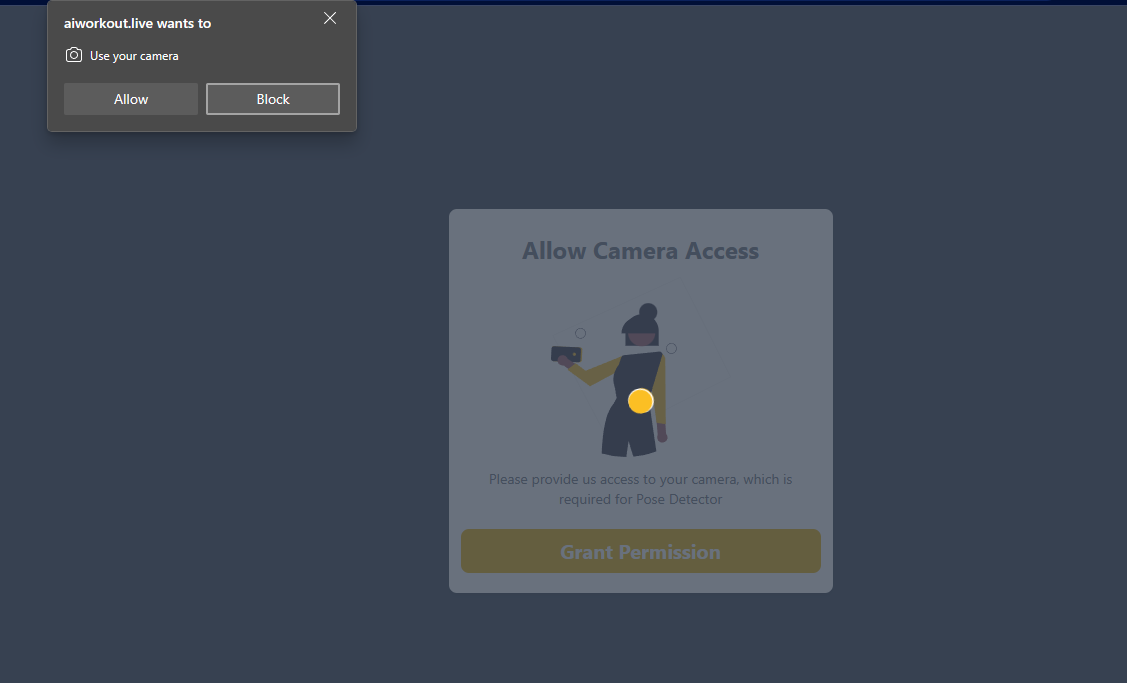 aiworkout.live wants to
Use your camera
Allow
Block
Allow Camera Access
Please provide us access to your camera, which is
required for Pose Detector
Grant Permission